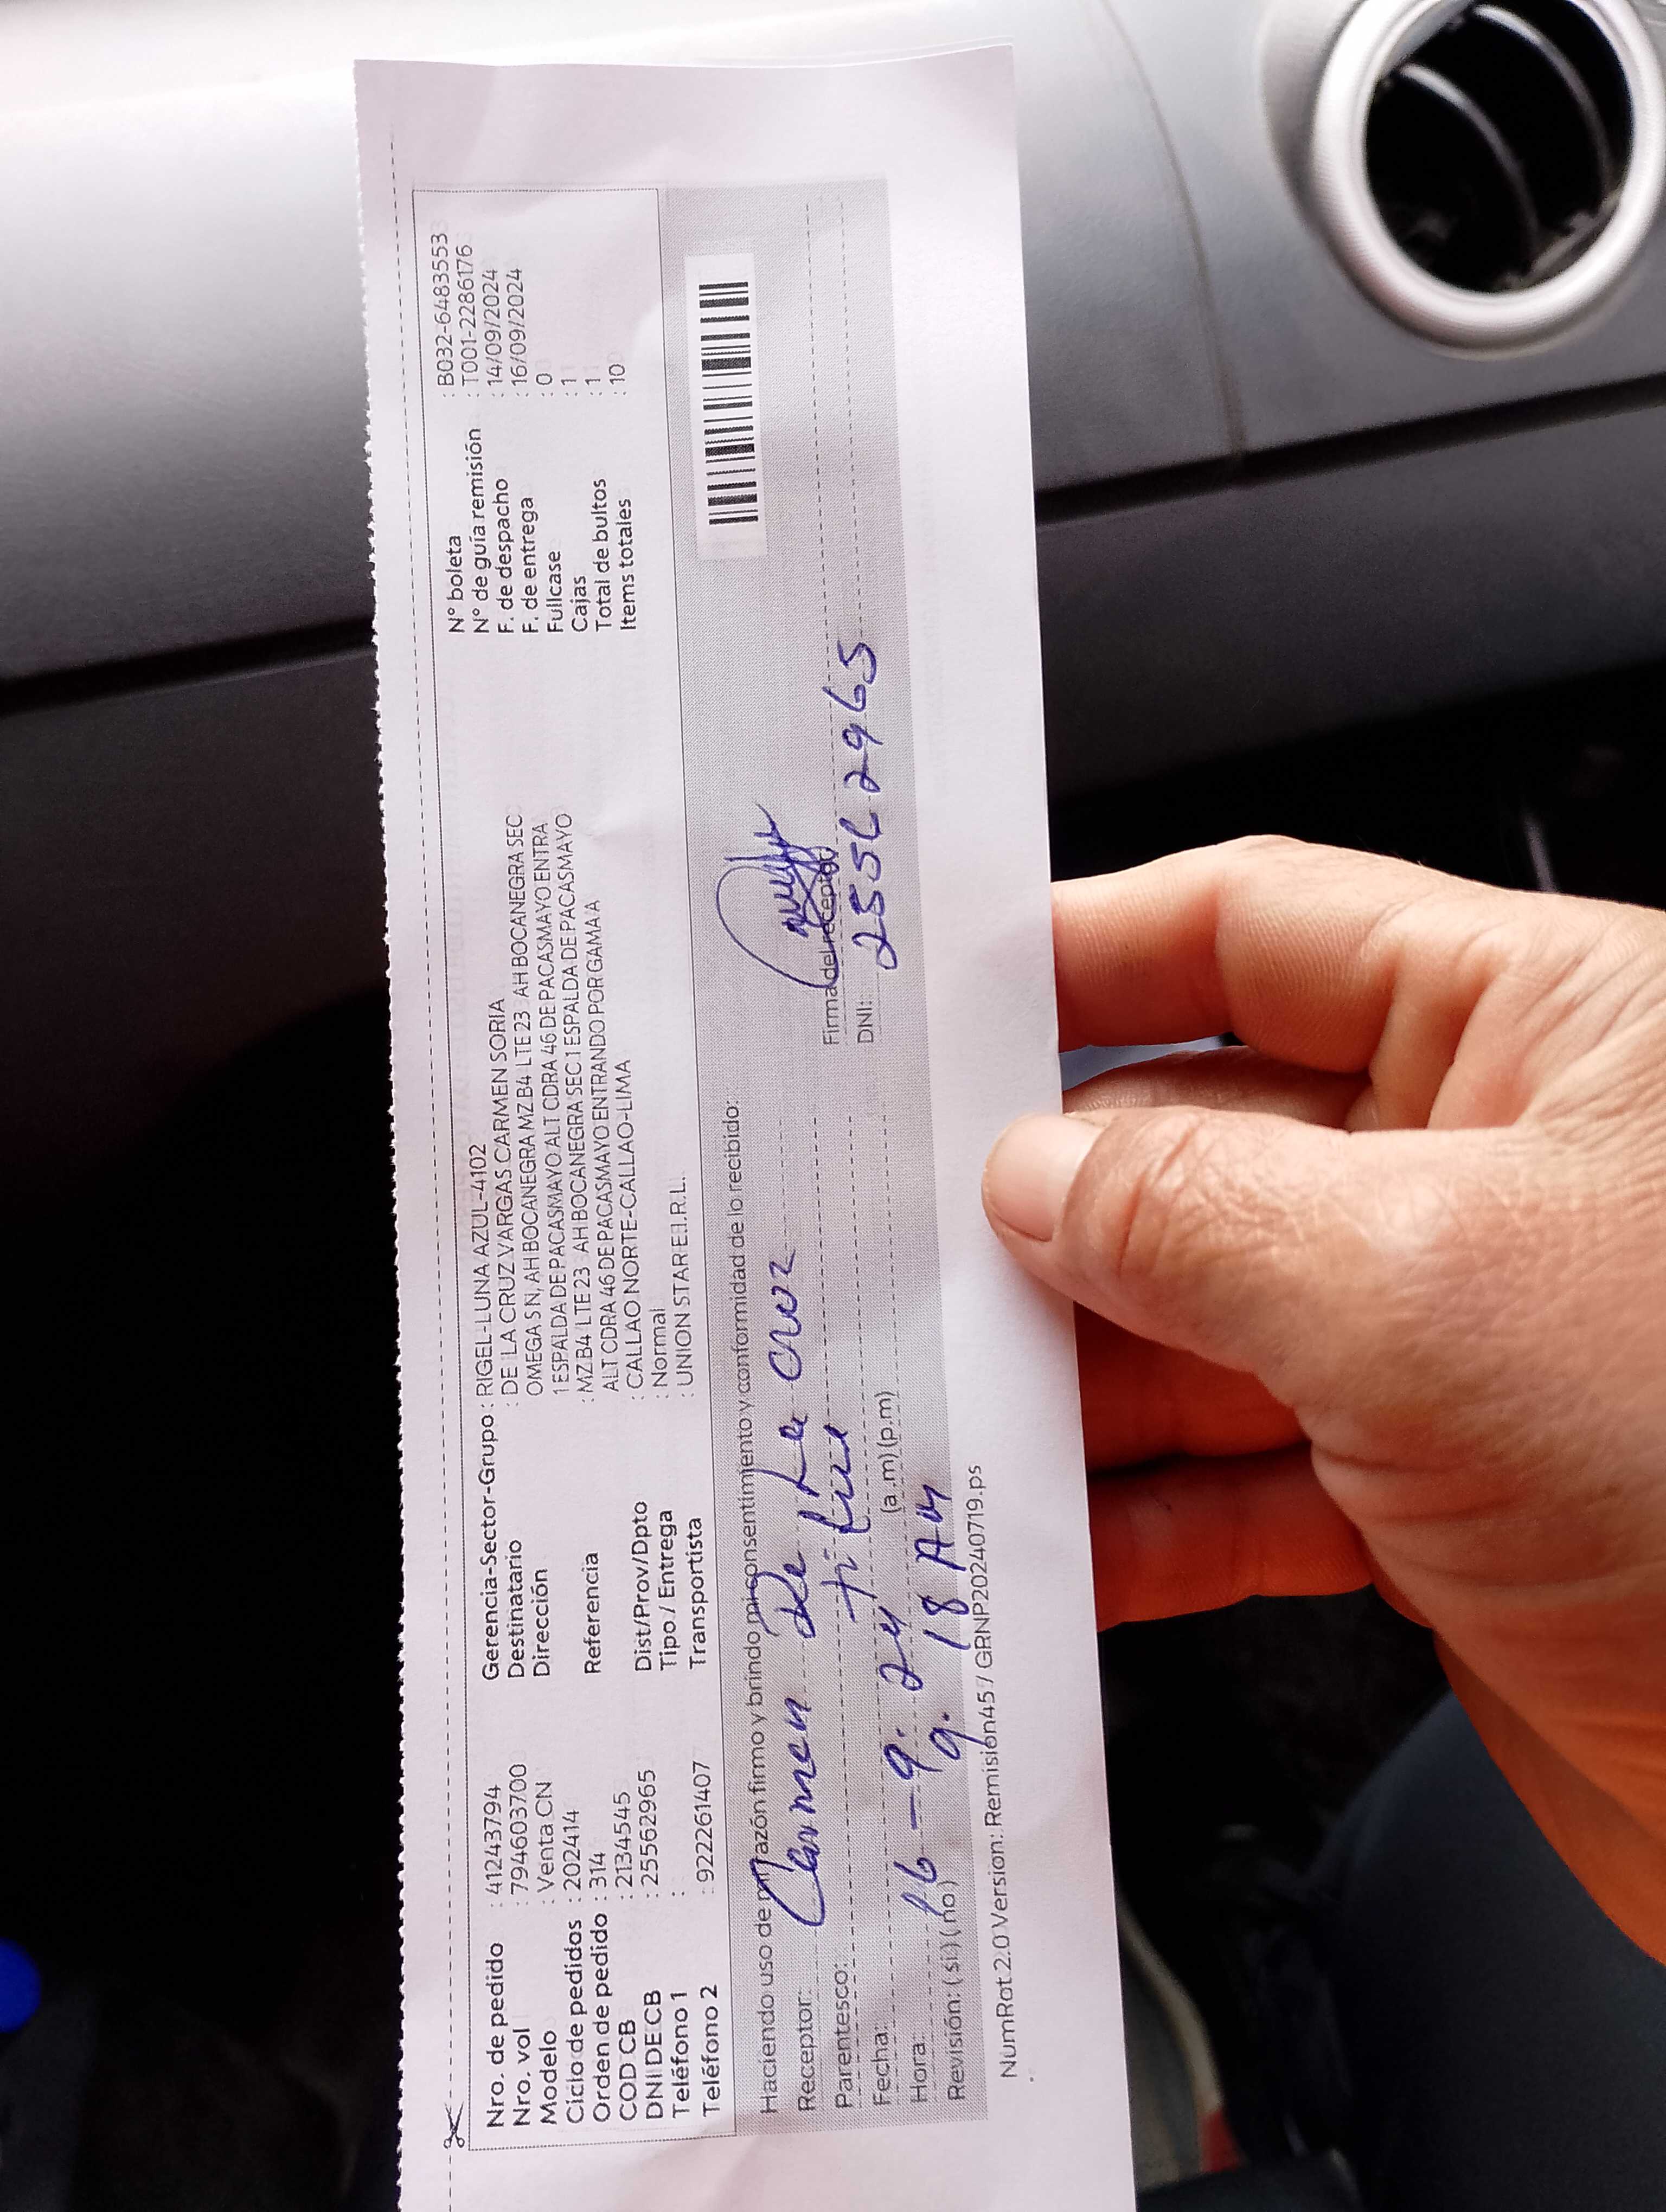 Nro. de pedido : 41243794
Nro. vol : 794603700
Modelo : Venta CN
Ciclo de pedidos : 202414
Orden de pedido : 314
COD CB : 2134545
DNI DE CB : 25562965
Teléfono 1 :
Teléfono 2 : 922261407
Gerencia-Sector-Grupo : RIGEL-LUNA AZUL-4102
Destinatario : DE LA CRUZ VARGAS CARMEN SORIA
Dirección OMEGA S N, AH BOCANEGRA MZ B4 LTE 23 AH BOCANEGRA SEC
1 ESPALDA DE PACASMAYO ALT CDRA 46 DE PACASMAYO ENTRA
Referencia : MZ B4 LTE 23 AH BOCANEGRA SEC 1 ESPALDA DE PACASMAYO
ALT CDRA 46 DE PACASMAYO ENTRANDO POR GAMA A
Dist/Prov/Dpto : CALLAO NORTE-CALLAO-LIMA
Tipo / Entrega : Normal
Transportista : UNION STAR E.I.R.L.
N° boleta : B032-6483553
N° de guía remisión : T001-2286176
F. de despacho : 14/09/2024
F. de entrega : 16/09/2024
Fullcase : 0
Cajas : 1
Total de bultos : 1
Items totales : 10
Haciendo uso de mi razón firmo y brindo mi consentimiento y conformidad de lo recibido:
Receptor: Carmen De La Cruz
Parentesco:
Fecha: 16-9.24
Hora: 9.18 AM (a.m) (p.m)
Revisión: (si) (no)
Firma del receptor
DNI: 25562965
NumRot.2.0 Version: Remision45 / GRNP20240719.ps